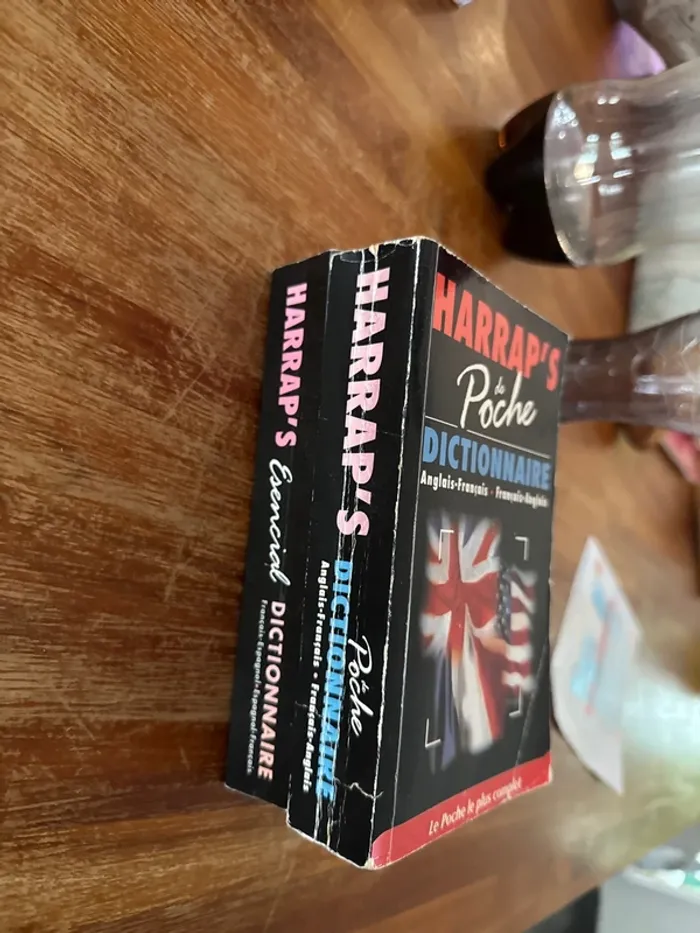 HARRAP'S
de
Poche
DICTIONNAIRE
Anglais-Français · Français-Anglais
Le Poche le plus complet
HARRAP'S
Poche
DICTIONNAIRE
Anglais-Français · Français-Anglais
HARRAP'S Esencial DICTIONNAIRE
Français-Espagnol • Espagnol-Français